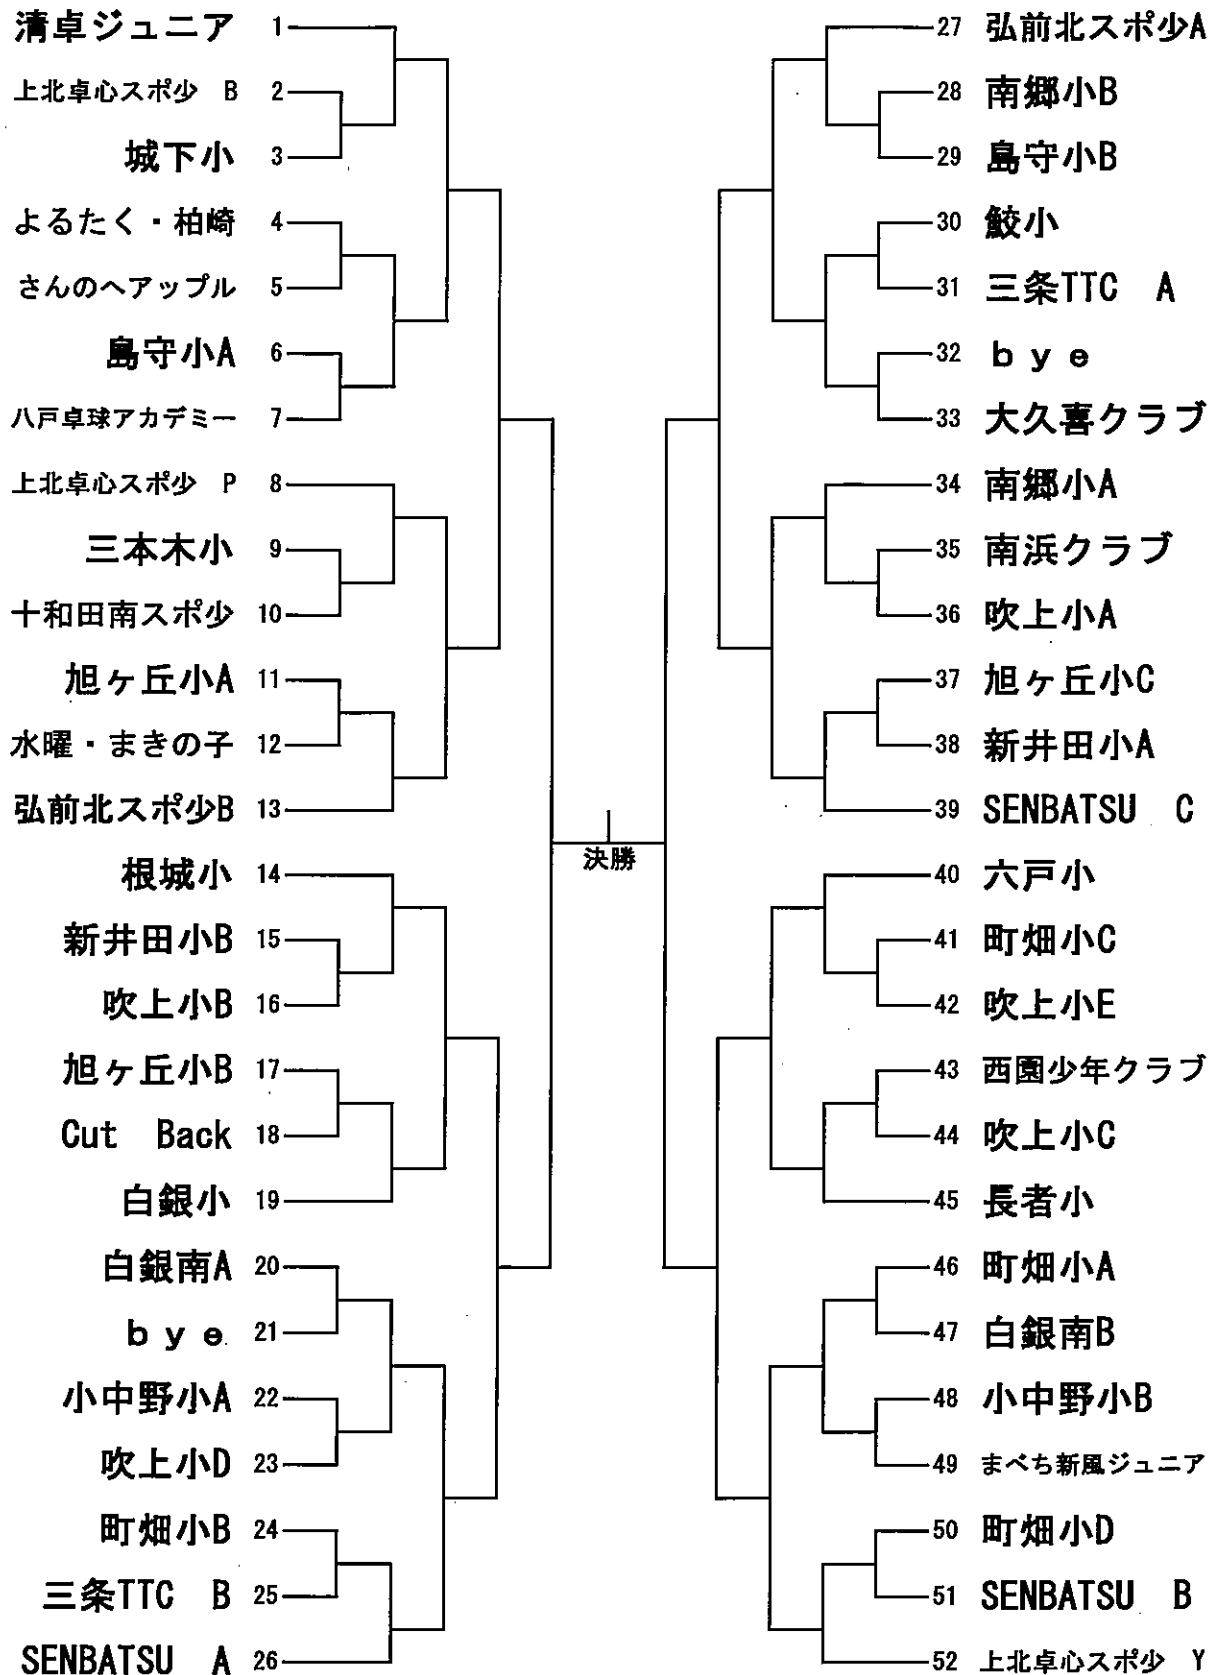 清卓ジュニア 1
上北卓心スポ少 B 2
城下小 3
よるたく・柏崎 4
さんのへアップル 5
島守小A 6
八戸卓球アカデミー 7
上北卓心スポ少 P 8
三本木小 9
十和田南スポ少 10
旭ヶ丘小A 11
水曜・まきの子 12
弘前北スポ少B 13
根城小 14
新井田小B 15
吹上小B 16
旭ヶ丘小B 17
Cut Back 18
白銀小 19
白銀南A 20
bye 21
小中野小A 22
吹上小D 23
町畑小B 24
三条TTC B 25
SENBATSU A 26
決勝
27 弘前北スポ少A
28 南郷小B
29 島守小B
30 鮫小
31 三条TTC A
32 bye
33 大久喜クラブ
34 南郷小A
35 南浜クラブ
36 吹上小A
37 旭ヶ丘小C
38 新井田小A
39 SENBATSU C
40 六戸小
41 町畑小C
42 吹上小E
43 西園少年クラブ
44 吹上小C
45 長者小
46 町畑小A
47 白銀南B
48 小中野小B
49 まべち新風ジュニア
50 町畑小D
51 SENBATSU B
52 上北卓心スポ少 Y